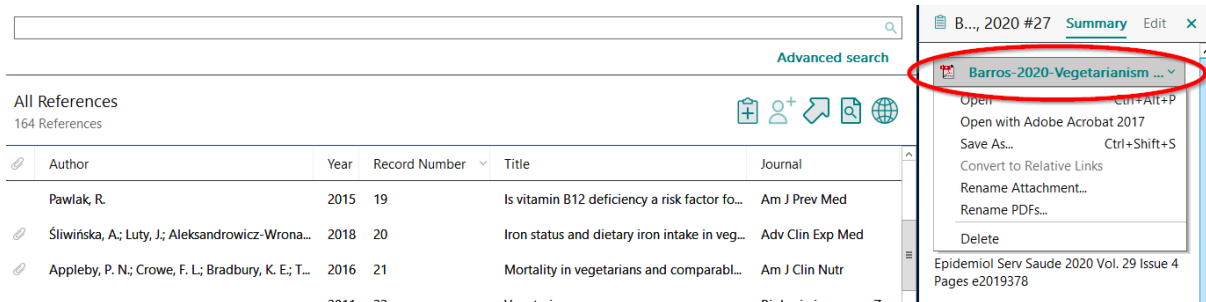 Advanced search
All References
164 References
Author Year Record Number Title Journal
Pawlak, R. 2015 19 Is vitamin B12 deficiency a risk factor fo... Am J Prev Med
Śliwińska, A.; Luty, J.; Aleksandrowicz-Wrona... 2018 20 Iron status and dietary iron intake in veg... Adv Clin Exp Med
Appleby, P. N.; Crowe, F. L.; Bradbury, K. E.; T... 2016 21 Mortality in vegetarians and comparabl... Am J Clin Nutr
B..., 2020 #27 Summary Edit
Barros-2020-Vegetarianism ...
Open Ctrl+Alt+P
Open with Adobe Acrobat 2017
Save As... Ctrl+Shift+S
Convert to Relative Links
Rename Attachment...
Rename PDFs...
Delete
Epidemiol Serv Saude 2020 Vol. 29 Issue 4
Pages e2019378